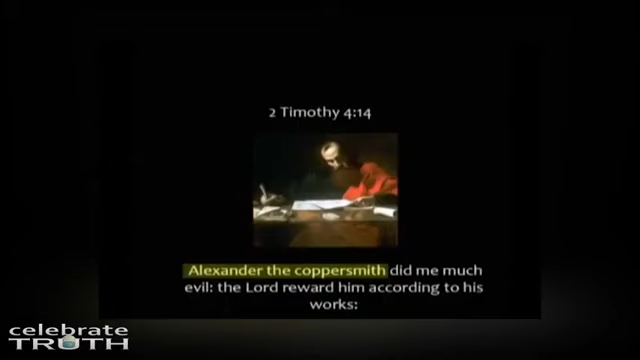 2 Timothy 4:14
Alexander the coppersmith did me much
evil: the Lord reward him according to his
works:
celebrate
TRUTH